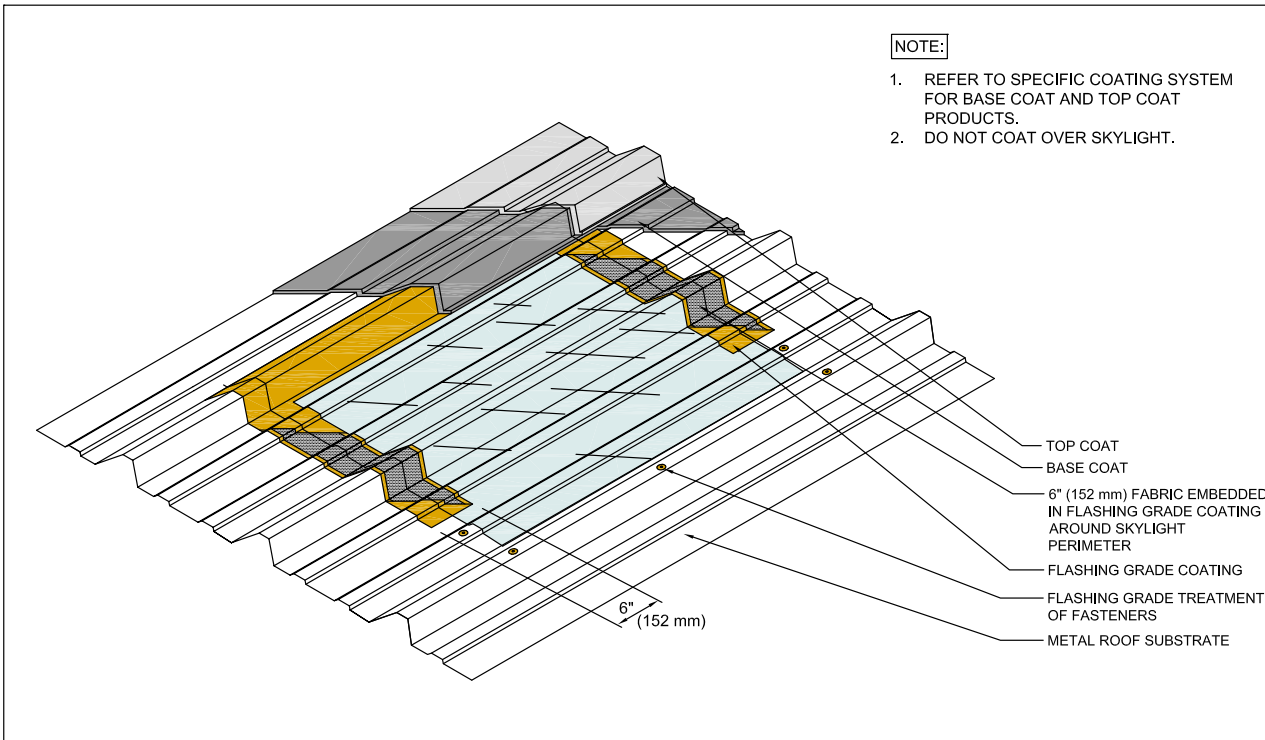 NOTE:
1. REFER TO SPECIFIC COATING SYSTEM
FOR BASE COAT AND TOP COAT
PRODUCTS.
2. DO NOT COAT OVER SKYLIGHT.
TOP COAT
BASE COAT
6" (152 mm) FABRIC EMBEDDED
IN FLASHING GRADE COATING
AROUND SKYLIGHT
PERIMETER
FLASHING GRADE COATING
FLASHING GRADE TREATMENT
OF FASTENERS
METAL ROOF SUBSTRATE
6"
(152 mm)